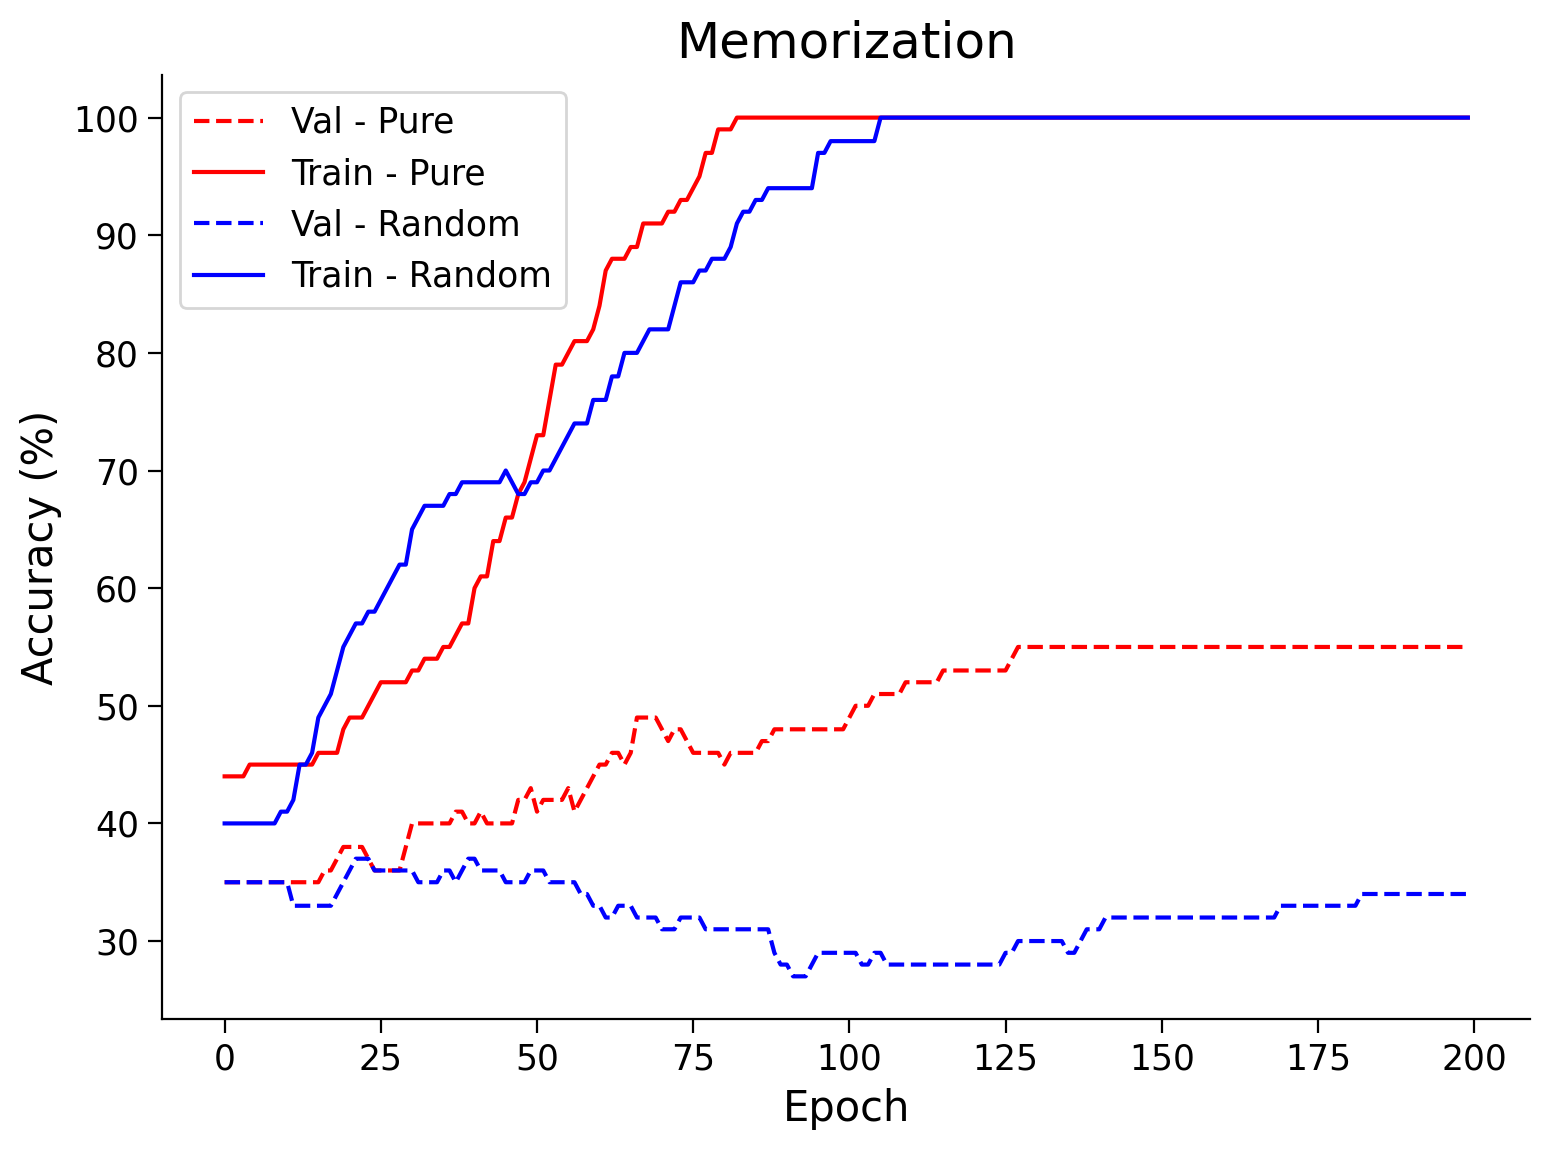 Memorization
Val - Pure
Train - Pure
Val - Random
Train - Random
Accuracy (%)
100
90
80
70
60
50
40
30
0 25 50 75 100 125 150 175 200
Epoch